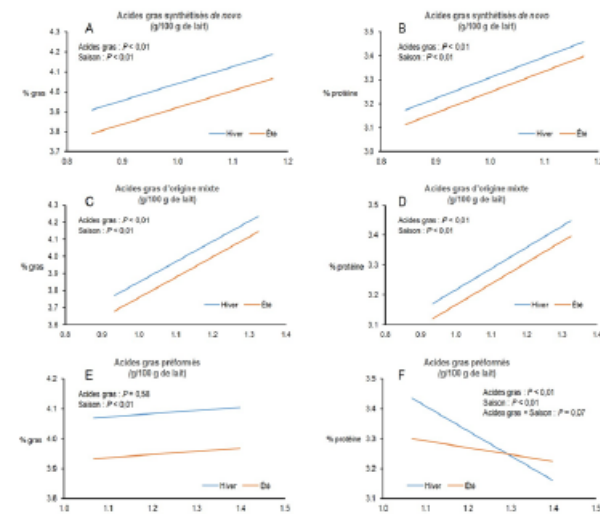 A
Acides gras synthétisés de novo
(g/100 g de lait)
Acides gras : P < 0,01
Saison : P < 0,01
% gras
4.3
4.2
4.1
4.0
3.9
3.8
3.7
0.8 0.9 1.0 1.1 1.2
Hiver Été
B
Acides gras synthétisés de novo
(g/100 g de lait)
Acides gras : P < 0,01
Saison : P < 0,01
% protéine
3.5
3.4
3.3
3.2
3.1
3.0
0.8 0.9 1.0 1.1
Hiver Été
C
Acides gras d'origine mixte
(g/100 g de lait)
Acides gras : P < 0,01
Saison : P < 0,01
% gras
4.3
4.2
4.1
4.0
3.9
3.8
3.7
3.6
0.8 0.9 1.0 1.1 1.2 1.3 1.4
Hiver Été
D
Acides gras d'origine mixte
(g/100 g de lait)
Acides gras : P < 0,01
Saison : P < 0,01
% protéine
3.5
3.4
3.3
3.2
3.1
0.8 0.9 1.0 1.1 1.2 1.3 1.4
Hiver Été
E
Acides gras préformés
(g/100 g de lait)
Acides gras : P = 0,58
Saison : P < 0,01
% gras
4.2
4.1
4.0
3.9
3.8
1.0 1.1 1.2 1.3 1.4 1.5
Hiver Été
F
Acides gras préformés
(g/100 g de lait)
Acides gras : P < 0,01
Saison : P < 0,01
Acides gras × Saison : P = 0,07
% protéine
3.5
3.4
3.3
3.2
3.1
1.0 1.1 1.2 1.3 1.4 1.5
Hiver Été